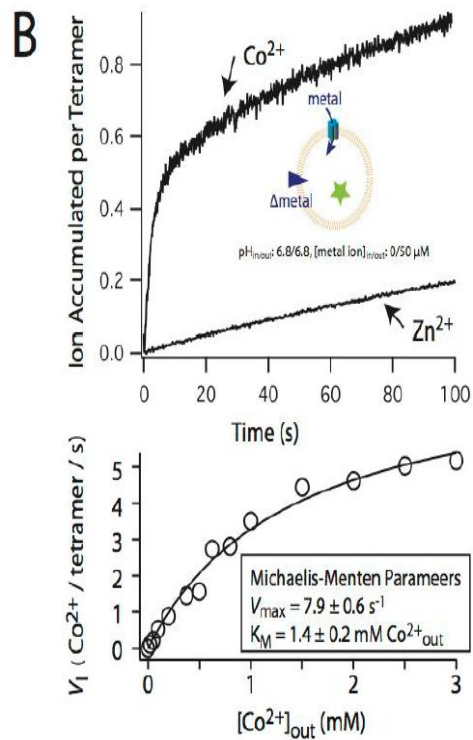 B
Ion Accumulated per Tetramer
0.8
0.6
0.4
0.2
0.0
Co²⁺
metal
Δmetal
pHin/out: 6.8/6.8, [metal ion]in/out: 0/50 µM
Zn²⁺
0 20 40 60 80 100
Time (s)
V_I ( Co²⁺ / tetramer / s)
5
4
3
2
1
0
Michaelis-Menten Parameers
Vmax = 7.9 ± 0.6 s⁻¹
KM = 1.4 ± 0.2 mM Co²⁺out
0 1 2 3
[Co²⁺]out (mM)